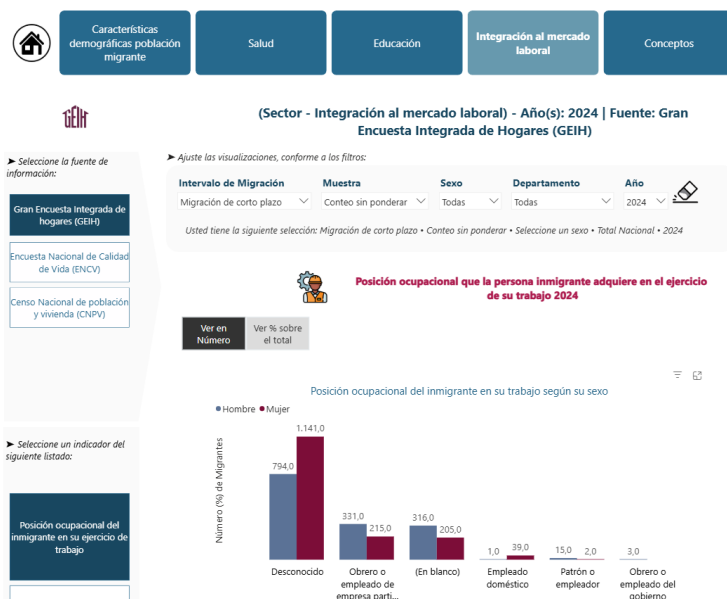 Características
demográficas población
migrante
Salud
Educación
Integración al mercado
laboral
Conceptos
GEIH
(Sector - Integración al mercado laboral) - Año(s): 2024 | Fuente: Gran
Encuesta Integrada de Hogares (GEIH)
➤ Seleccione la fuente de
información:
Gran Encuesta Integrada de
hogares (GEIH)
Encuesta Nacional de Calidad
de Vida (ENCV)
Censo Nacional de población
y vivienda (CNPV)
➤ Ajuste las visualizaciones, conforme a los filtros:
Intervalo de Migración
Muestra
Sexo
Departamento
Año
Migración de corto plazo
Conteo sin ponderar
Todas
Todas
2024
Usted tiene la siguiente selección: Migración de corto plazo • Conteo sin ponderar • Seleccione un sexo • Total Nacional • 2024
Posición ocupacional que la persona inmigrante adquiere en el ejercicio
de su trabajo 2024
Ver en
Número
Ver % sobre
el total
Posición ocupacional del inmigrante en su trabajo según su sexo
Hombre Mujer
Número (%) de Migrantes
794,0
1.141,0
331,0
215,0
316,0
205,0
1,0
39,0
15,0
2,0
3,0
Desconocido
Obrero o
empleado de
empresa parti...
(En blanco)
Empleado
doméstico
Patrón o
empleador
Obrero o
empleado del
gobierno
➤ Seleccione un indicador del
siguiente listado:
Posición ocupacional del
inmigrante en su ejercicio de
trabajo